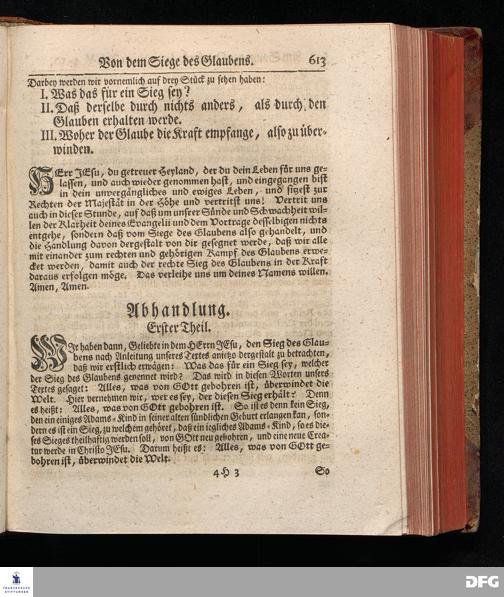 Von dem Siege des Glaubens. 613
Darbey werden wir vornemlich auf drey Stück zu sehen haben:
I. Was das für ein Sieg sey?
II. Daß derselbe durch nichts anders, als durch den
Glauben erhalten werde.
III. Woher der Glaube die Kraft empfange, also zu über-
winden.
HErr JEsu, du getreuer Heyland, der du dein Leben für uns ge-
lassen, und auch wieder genommen hast, und eingegangen bist
in dein unvergängliches und ewiges Leben, und sitzest zur
Rechten der Majestät in der Höhe und vertritst uns! Vertrit uns
auch in dieser Stunde, auf daß um unserer Sünde und Schwachheit wil-
len der Klarheit deines Evangelii und dem Vortrage desselbigen nichts
entgehe, sondern daß vom Siege des Glaubens also gehandelt, und
die Handlung davon dergestalt von dir gesegnet werde, daß wir alle
mit einander zum rechten und gehörigen Kampf des Glaubens erwe-
cket werden, damit auch der rechte Sieg des Glaubens in der Kraft
daraus erfolgen möge. Das verleihe uns um deines Namens willen.
Amen, Amen.
Abhandlung.
Erster Theil.
WIr haben dann, Geliebte in dem HErrn JEsu, den Sieg des Glau-
bens nach Anleitung unseres Textes anitzo dergestalt zu betrachten,
daß wir erstlich erwägen: Was das für ein Sieg sey, welcher
der Sieg des Glaubens genennet wird? Das wird in diesen Worten unsers
Textes gesaget: Alles, was von GOtt gebohren ist, überwindet die
Welt. Hier vernehmen wir, wer es sey, der diesen Sieg erhält: Denn
es heißt: Alles, was von GOtt gebohren ist. So ist es denn kein Sieg,
den ein einiges Adams-Kind in seiner alten sündlichen Geburt erlangen kan, son-
dern es ist ein Sieg, zu welchem gehöret, daß ein iegliches Adams-Kind, so es die-
ses Sieges theilhaftig werden soll, von GOtt neu gebohren, und eine neue Crea-
tur werde in Christo JEsu. Darum heißt es: Alles, was von GOtt ge-
bohren ist, überwindet die Welt.
4 H 3 So
FRANCKESCHE
STIFTUNGEN
DFG